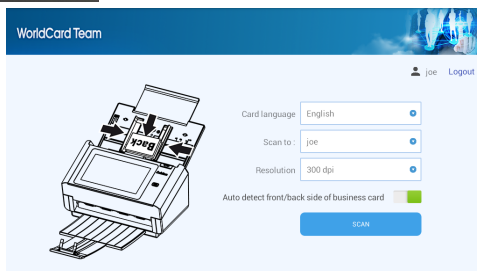 WorldCard Team
joe Logout
Card language English
Scan to : joe
Back
Resolution 300 dpi
Auto detect front/back side of business card
SCAN